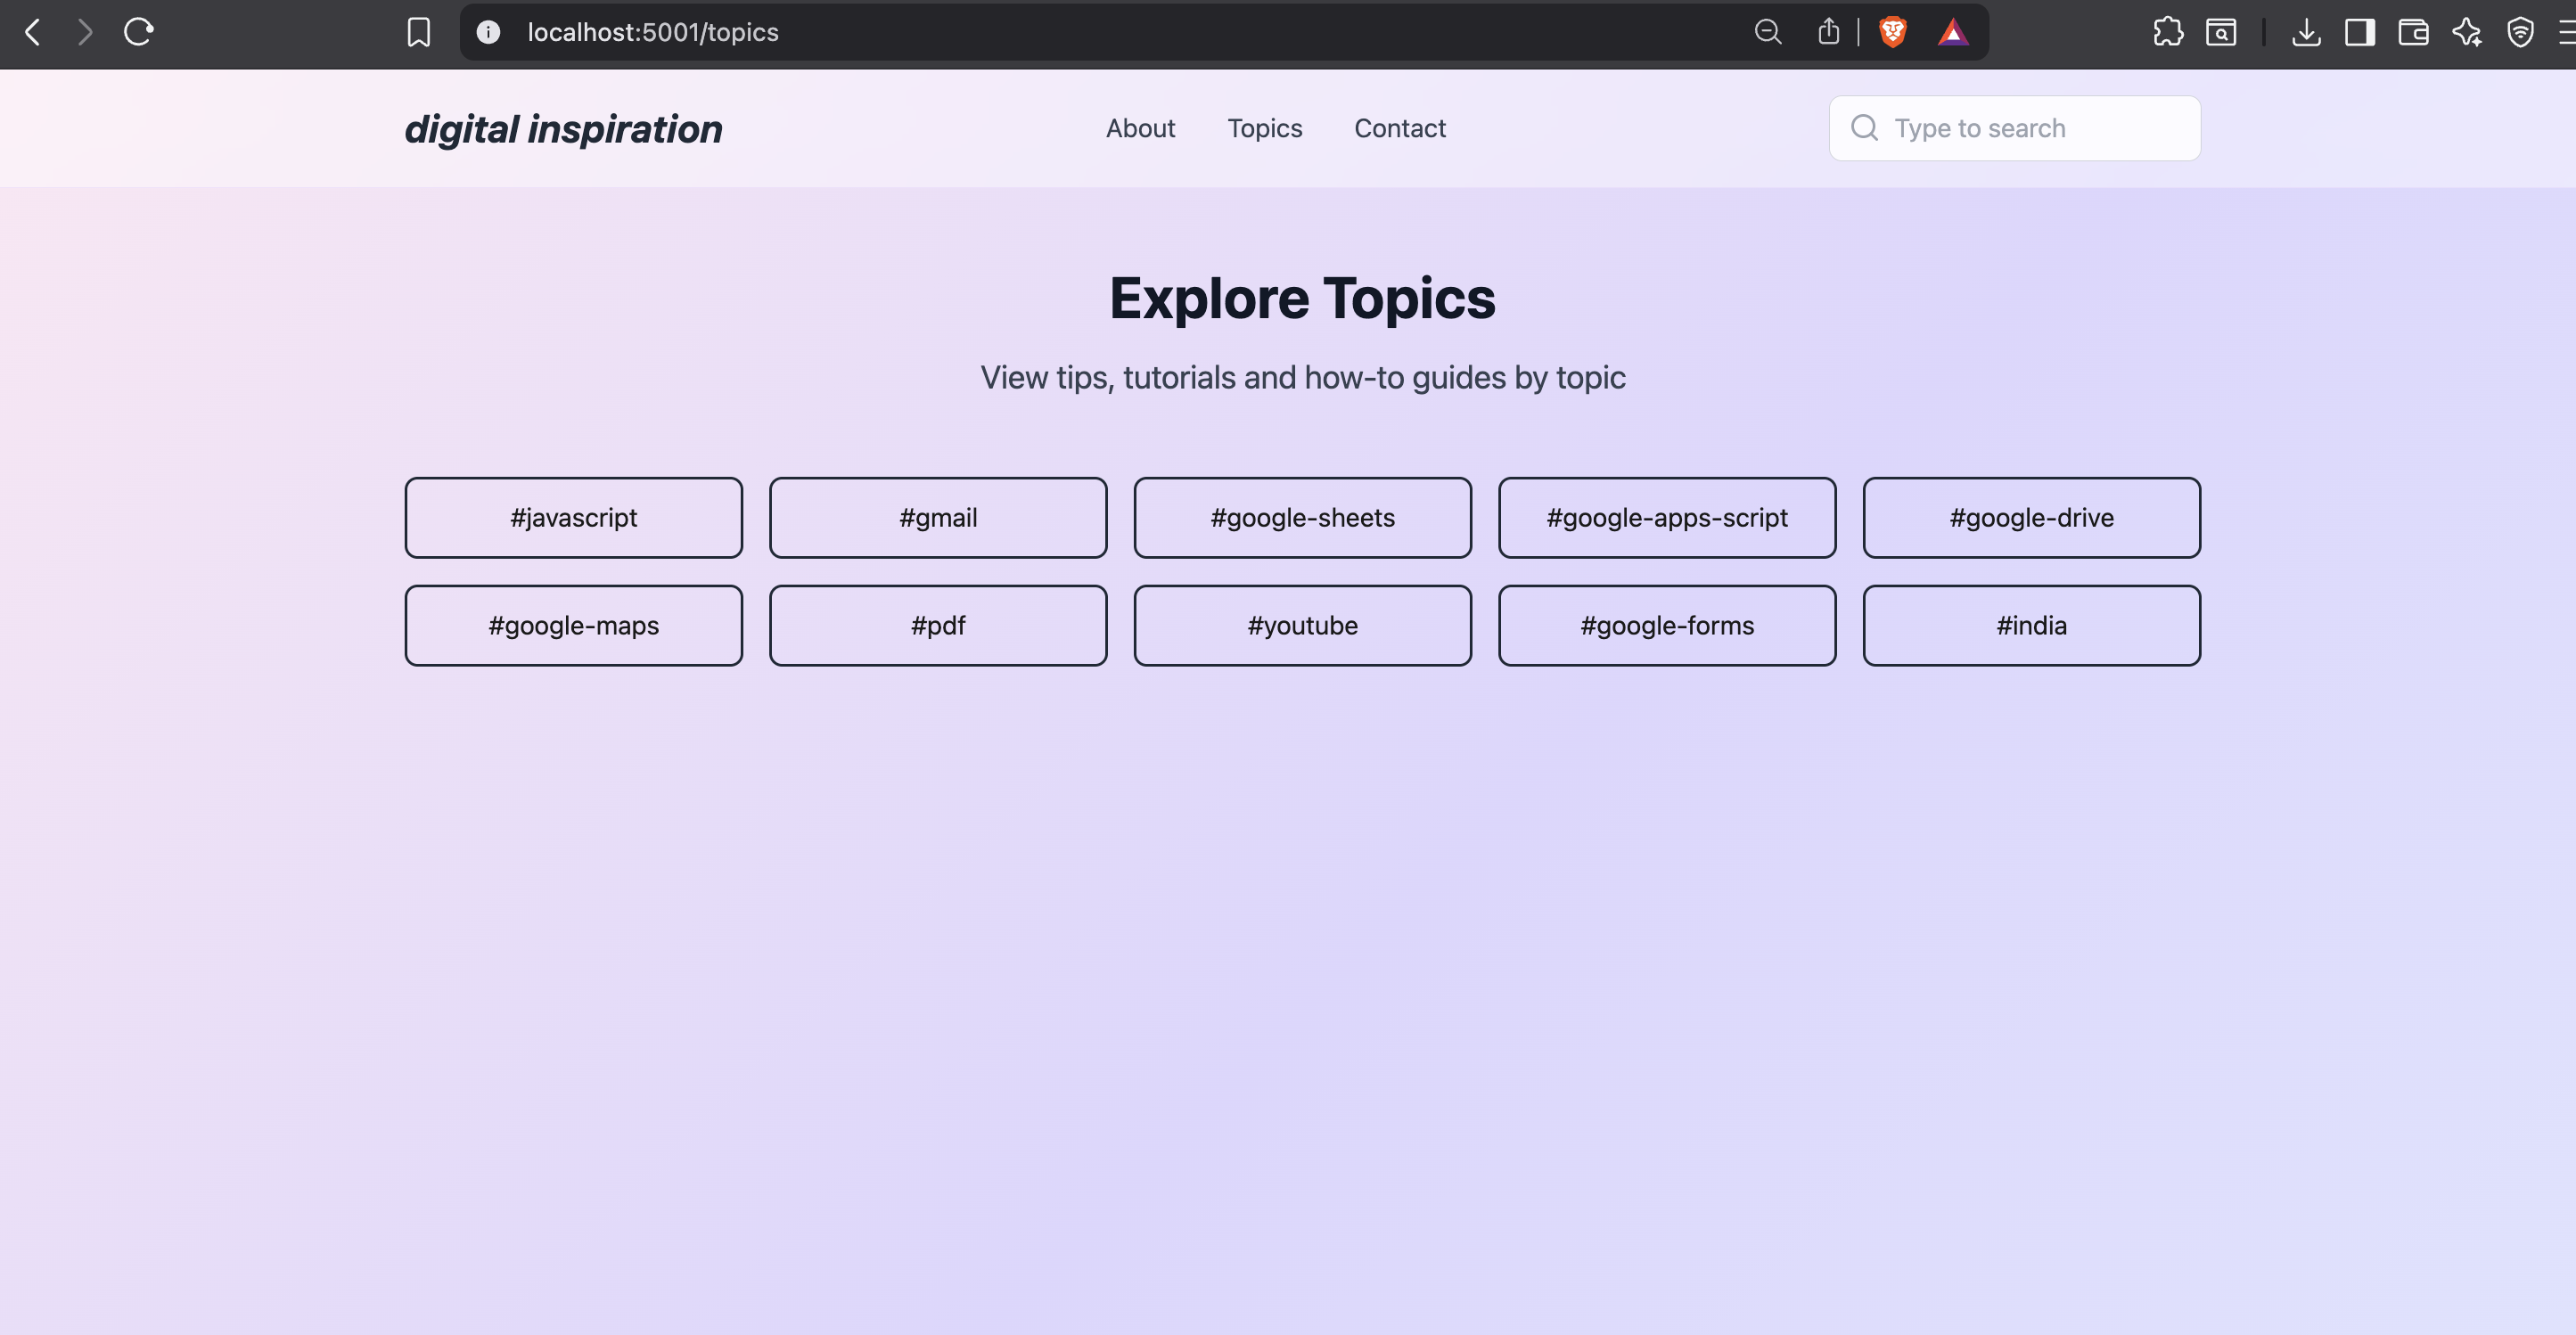 localhost:5001/topics
digital inspiration
About Topics Contact
Type to search
Explore Topics
View tips, tutorials and how-to guides by topic
#javascript #gmail #google-sheets #google-apps-script #google-drive
#google-maps #pdf #youtube #google-forms #india